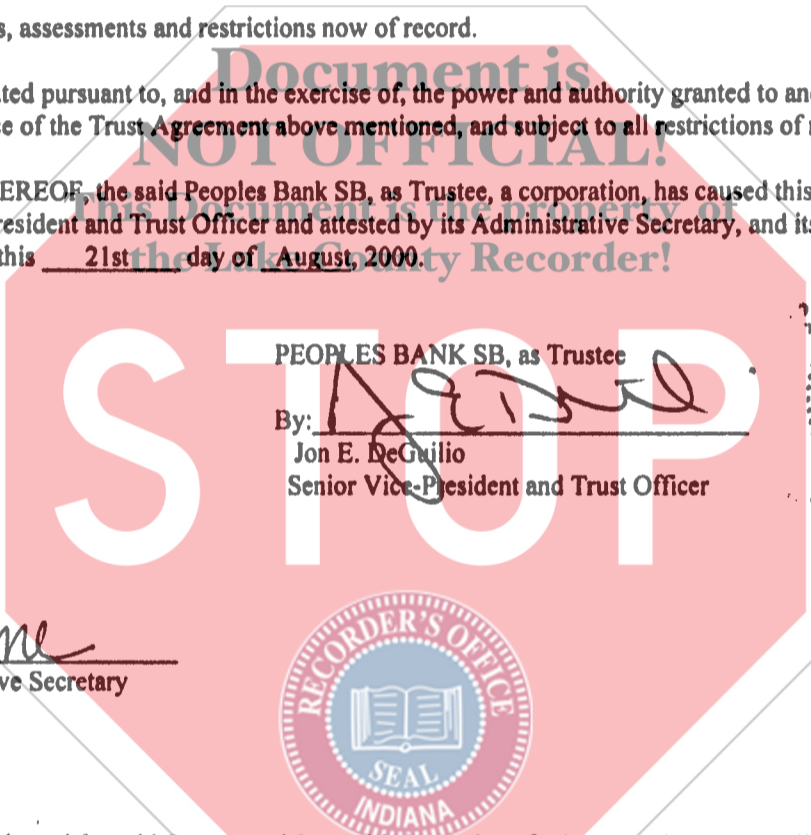 s, assessments and restrictions now of record.
Document is
ted pursuant to, and in the exercise of, the power and authority granted to and
e of the Trust Agreement above mentioned, and subject to all restrictions of
NOT OFFICIAL!
EREOF, the said Peoples Bank SB, as Trustee, a corporation, has caused this
This Document is the property of
resident and Trust Officer and attested by its Administrative Secretary, and its
this 21st day of August, 2000.
the Lake County Recorder!
PEOPLES BANK SB, as Trustee
By:
Jon E. DeGuilio
Senior Vice-President and Trust Officer
STOP
ve Secretary
RECORDER'S OFFICE
SEAL
INDIANA